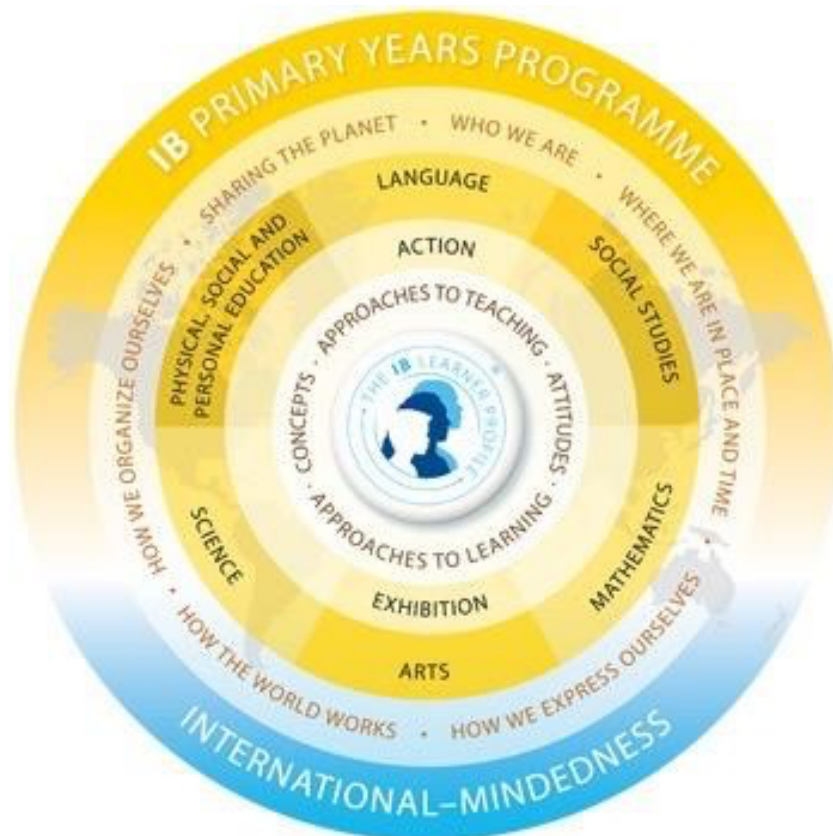 IB PRIMARY YEARS PROGRAMME
SHARING THE PLANET • WHO WE ARE • WHERE WE ARE IN PLACE AND TIME • HOW WE EXPRESS OURSELVES • HOW THE WORLD WORKS • HOW WE ORGANIZE OURSELVES •
LANGUAGE
SOCIAL STUDIES
MATHEMATICS
ARTS
SCIENCE
PHYSICAL, SOCIAL AND
PERSONAL EDUCATION
ACTION
EXHIBITION
APPROACHES TO TEACHING · ATTITUDES · APPROACHES TO LEARNING · CONCEPTS ·
• THE IB LEARNER PROFILE •
®
INTERNATIONAL–MINDEDNESS